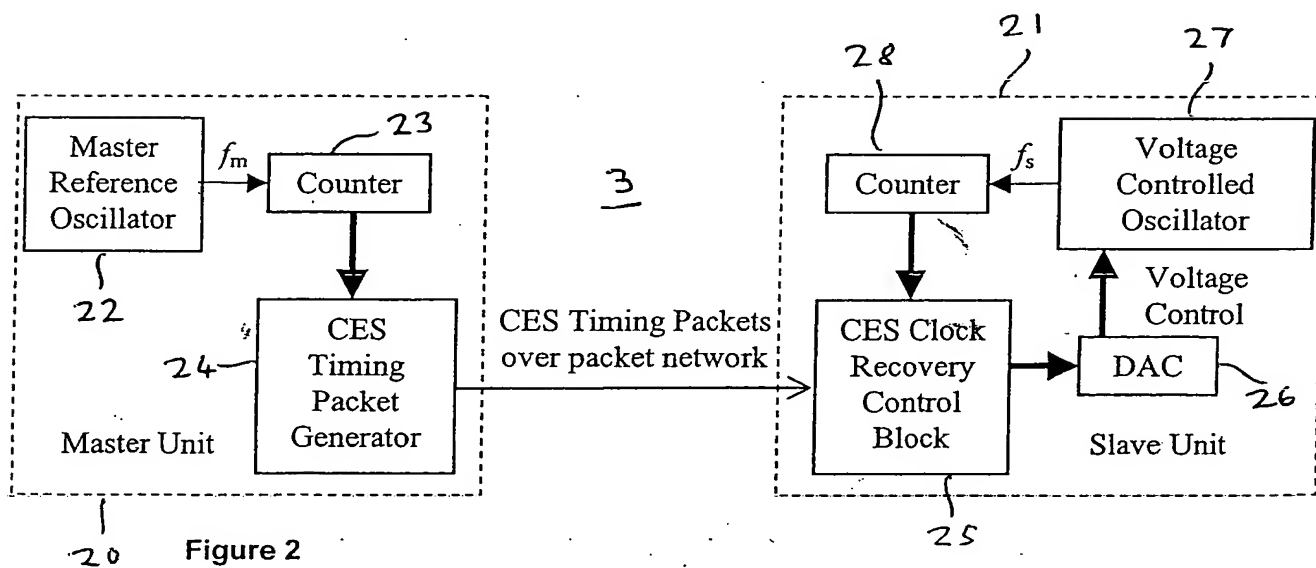 21
28
27
23
Master
Reference
Oscillator
22
fm
Counter
3
Counter
fs
Voltage
Controlled
Oscillator
Voltage
Control
24
CES
Timing
Packet
Generator
CES Timing Packets
over packet network
CES Clock
Recovery
Control
Block
DAC
26
Master Unit
Slave Unit
25
20
Figure 2